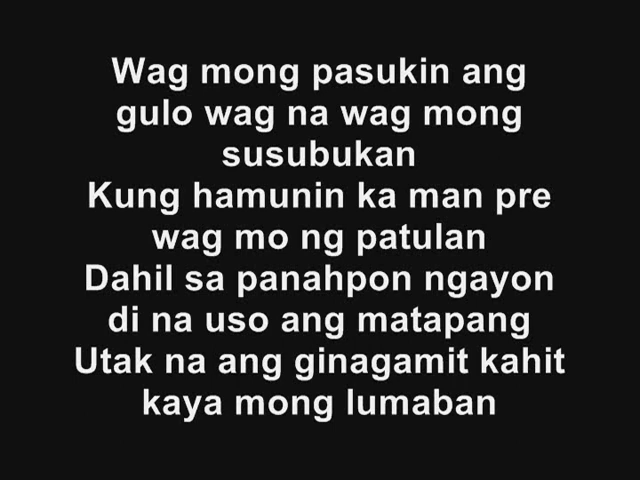 Wag mong pasukin ang
gulo wag na wag mong
susubukan
Kung hamunin ka man pre
wag mo ng patulan
Dahil sa panahpon ngayon
di na uso ang matapang
Utak na ang ginagamit kahit
kaya mong lumaban